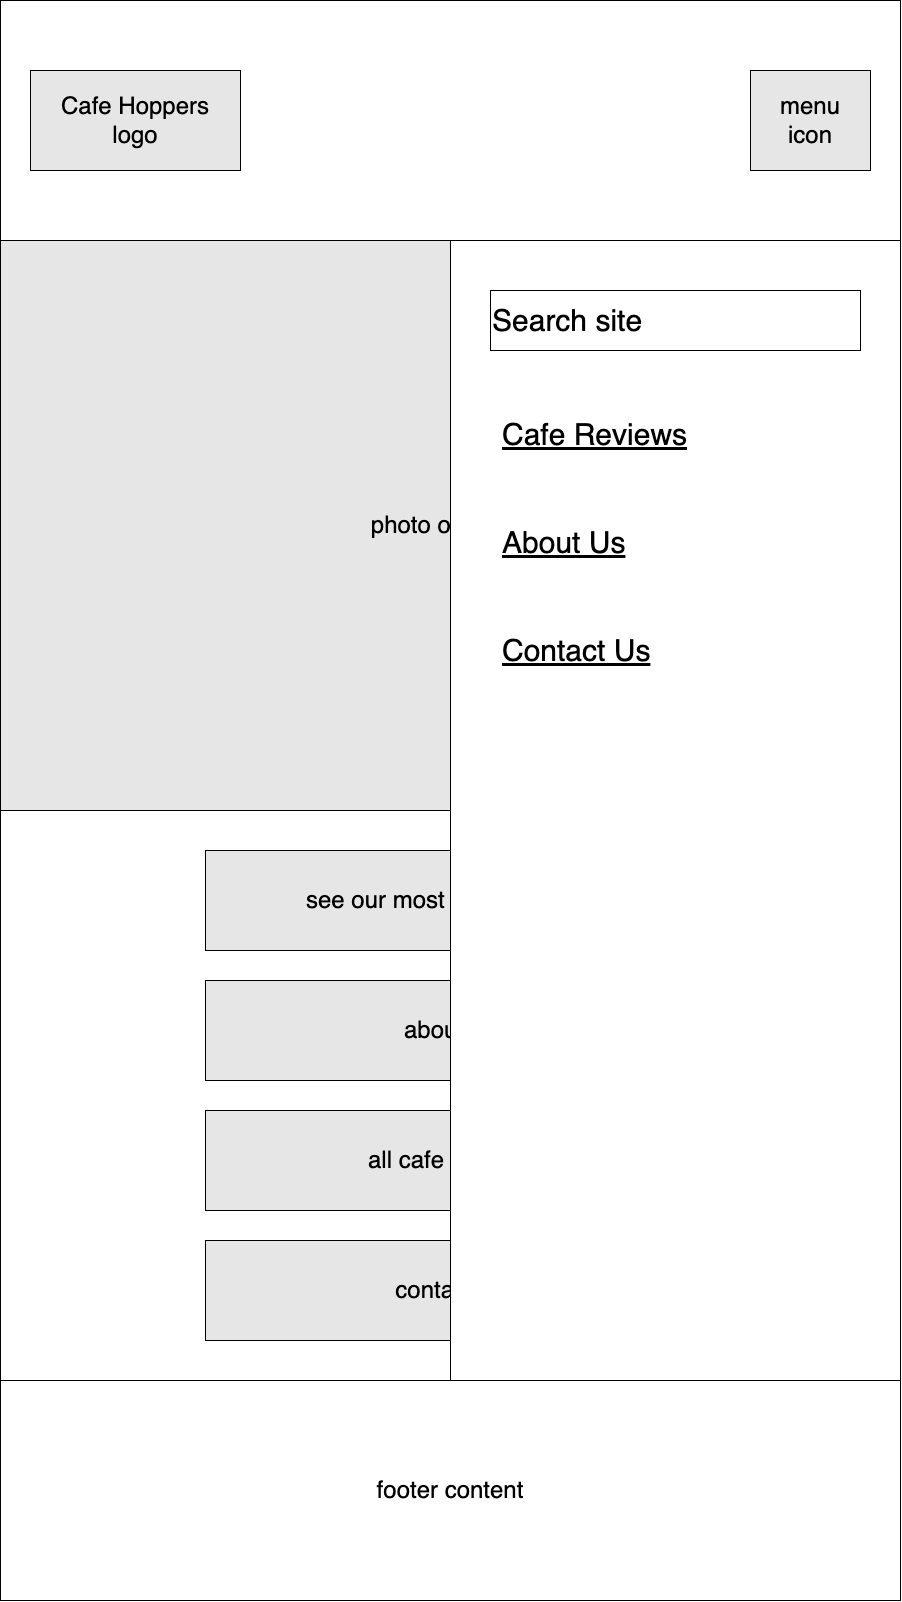 Cafe Hoppers
logo
menu
icon
Search site
Cafe Reviews
photo o
About Us
Contact Us
see our most
abou
all cafe
conta
footer content